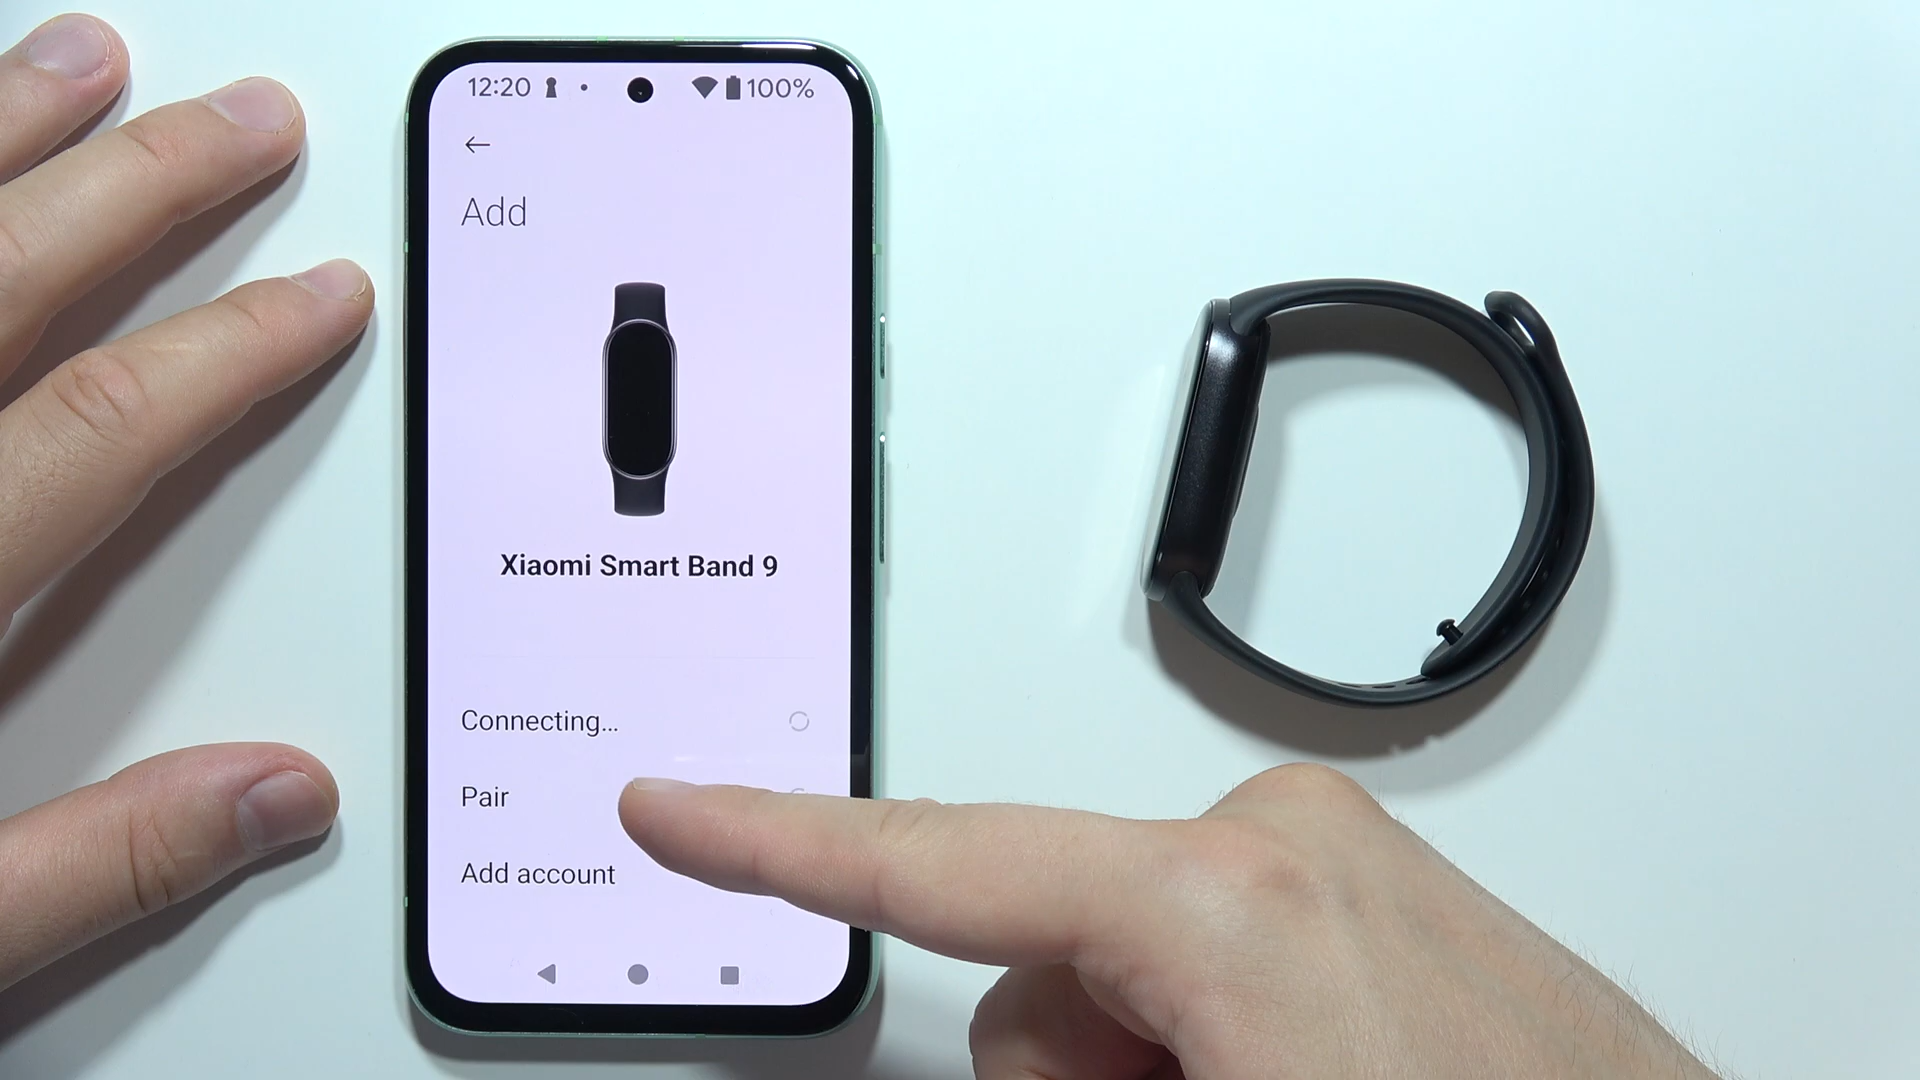 12:20 100%
Add
Xiaomi Smart Band 9
Connecting...
Pair
Add account